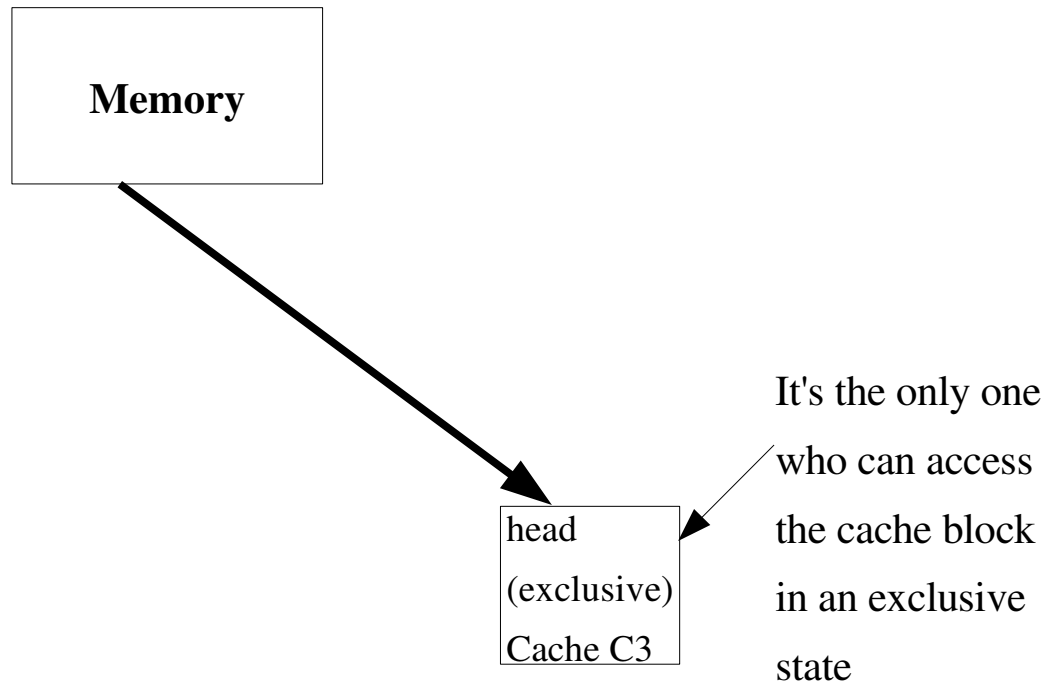 Memory
head
(exclusive)
Cache C3
It's the only one
who can access
the cache block
in an exclusive
state